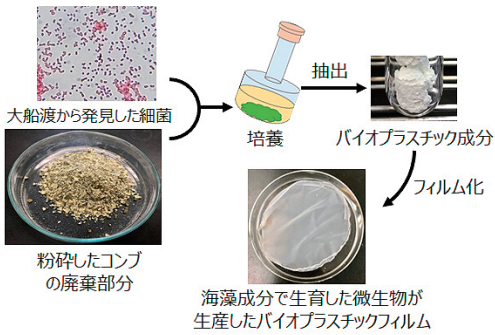 大船渡から発見した細菌
粉砕したコンブ
の廃棄部分
培養
抽出
バイオプラスチック成分
フィルム化
海藻成分で生育した微生物が
生産したバイオプラスチックフィルム